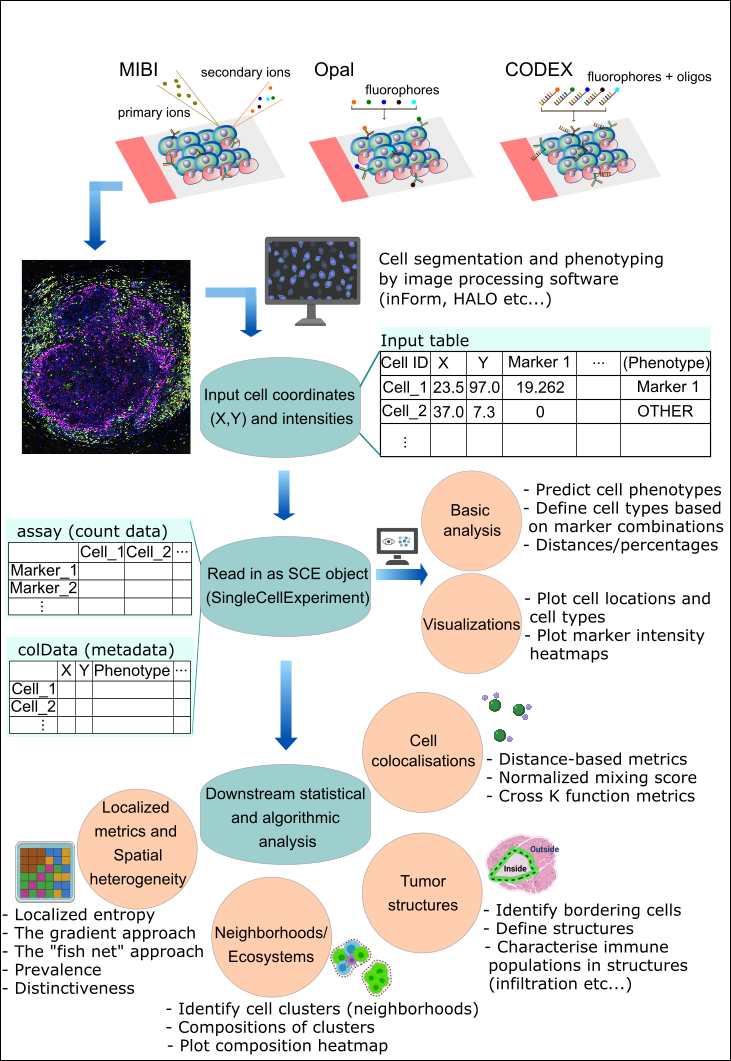 MIBI
secondary ions
primary ions
Opal
fluorophores
CODEX
fluorophores + oligos
Cell segmentation and phenotyping
by image processing software
(inForm, HALO etc...)
Input cell coordinates
(X,Y) and intensities
Input table
Cell ID X Y Marker 1 ... (Phenotype)
Cell_1 23.5 97.0 19.262 Marker 1
Cell_2 37.0 7.3 0 OTHER
⋮
assay (count data)
Cell_1 Cell_2 ...
Marker_1
Marker_2
⋮
colData (metadata)
X Y Phenotype ...
Cell_1
Cell_2
⋮
Read in as SCE object
(SingleCellExperiment)
Basic
analysis
- Predict cell phenotypes
- Define cell types based
on marker combinations
- Distances/percentages
Visualizations
- Plot cell locations and
cell types
- Plot marker intensity
heatmaps
Downstream statistical
and algorithmic
analysis
Cell
colocalisations
- Distance-based metrics
- Normalized mixing score
- Cross K function metrics
Tumor
structures
Outside
Inside
- Identify bordering cells
- Define structures
- Characterise immune
populations in structures
(infiltration etc...)
Localized
metrics and
Spatial
heterogeneity
- Localized entropy
- The gradient approach
- The "fish net" approach
- Prevalence
- Distinctiveness
Neighborhoods/
Ecosystems
- Identify cell clusters (neighborhoods)
- Compositions of clusters
- Plot composition heatmap